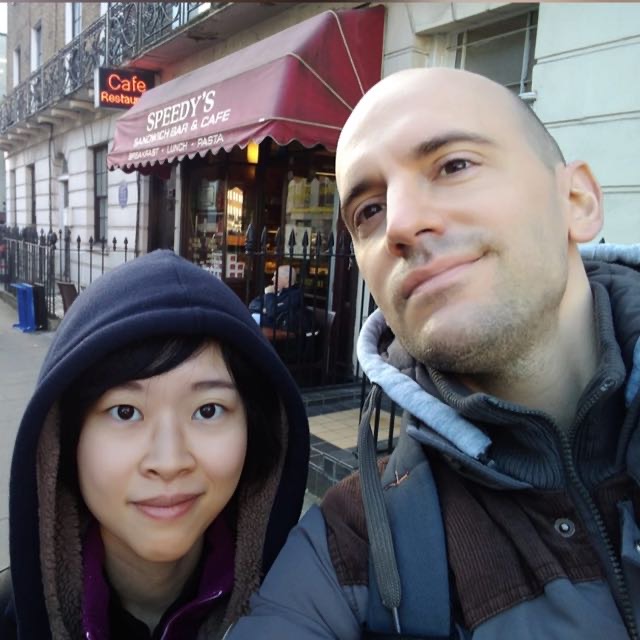 Cafe
Restau
SPEEDY'S
SANDWICH BAR & CAFE
BREAKFAST · LUNCH · PASTA